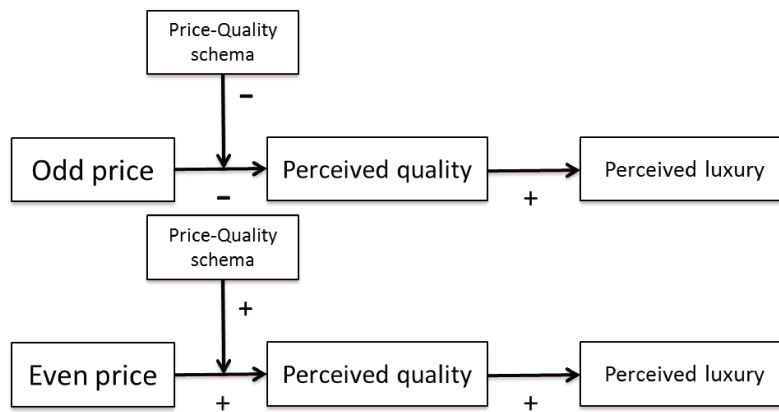 Price-Quality
schema
-
Odd price
Perceived quality
Perceived luxury
-
+
Price-Quality
schema
+
Even price
Perceived quality
Perceived luxury
+
+